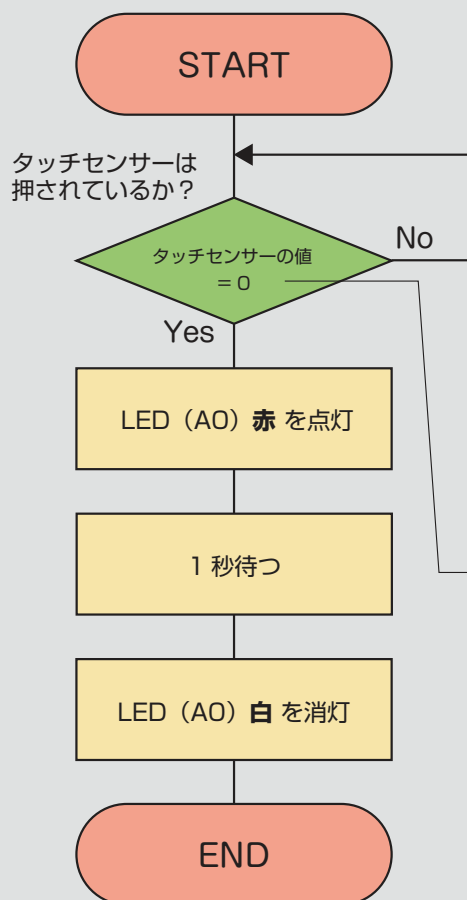 START
タッチセンサーは
押されているか？
タッチセンサーの値
= 0
No
Yes
LED（A0）赤 を点灯
1 秒待つ
LED（A0）白 を消灯
END